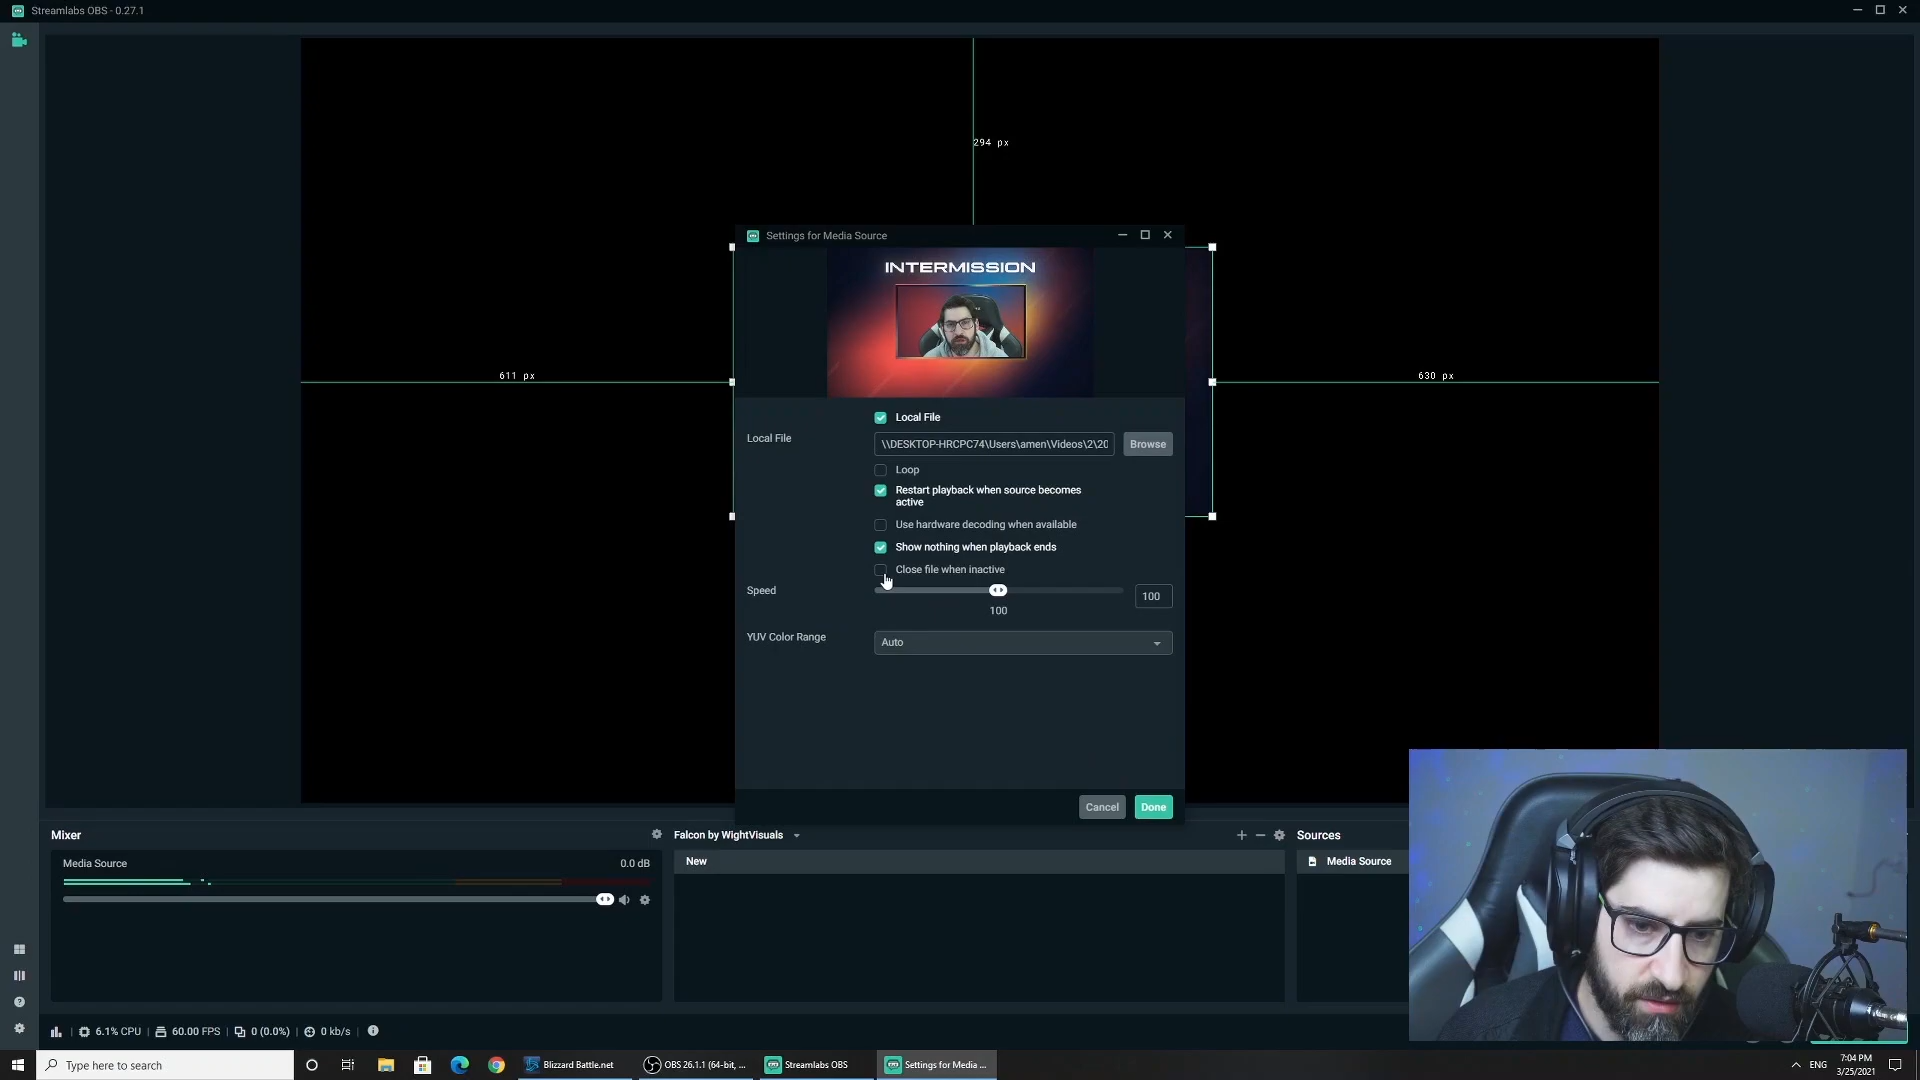 Streamlabs OBS - 0.27.1
294 px
Settings for Media Source
INTERMISSION
611 px
630 px
Local File
Local File
\\DESKTOP-HRCPC74\Users\amen\Videos\2\20
Browse
Loop
Restart playback when source becomes
active
Use hardware decoding when available
Show nothing when playback ends
Close file when inactive
Speed
100
100
YUV Color Range
Auto
Cancel
Done
Mixer
Falcon by WightVisuals
Sources
Media Source
0.0 dB
New
Media Source
6.1% CPU
60.00 FPS
0 (0.0%)
0 kb/s
Type here to search
Blizzard Battle.net
OBS 26.1.1 (64-bit, ...
Streamlabs OBS
Settings for Media ...
ENG
7:04 PM
3/25/2021